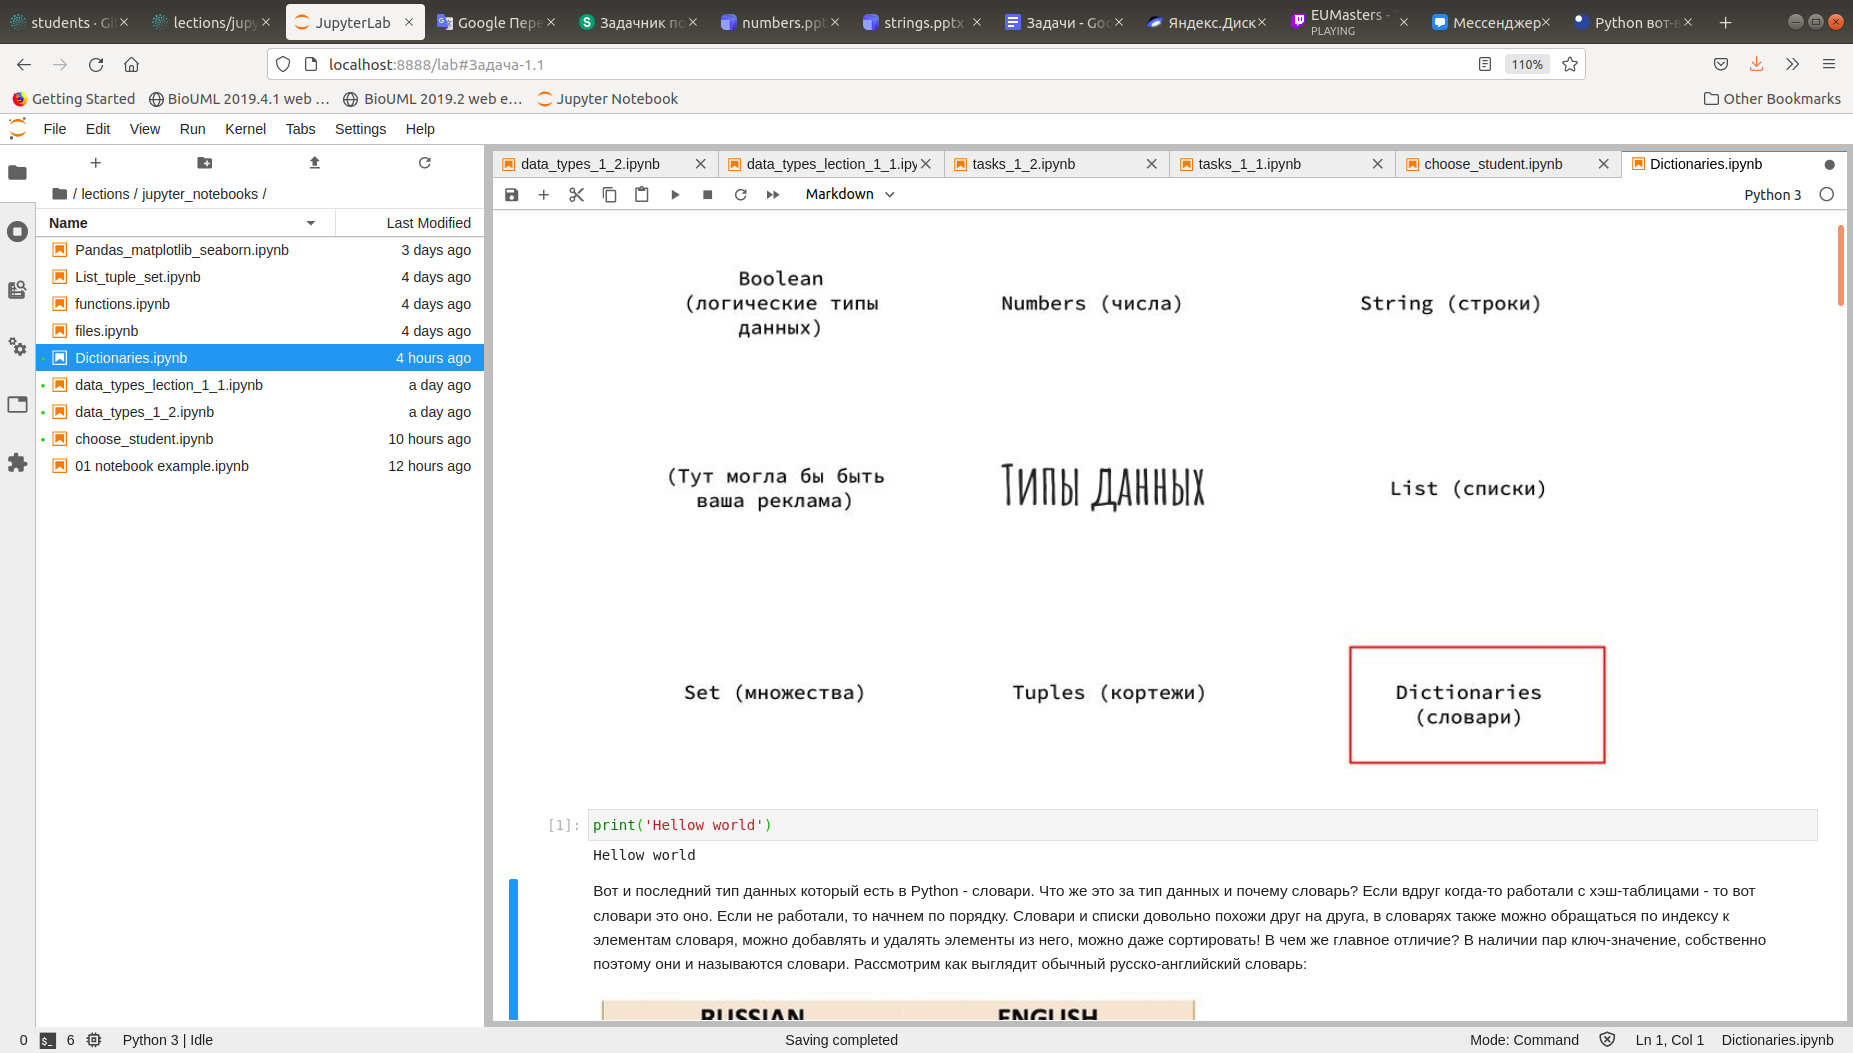 students · Gi
lections/jupy
JupyterLab
Google Пере
Задачник по
numbers.ppt
strings.pptx
Задачи - Goo
Яндекс.Диск
EUMasters -
PLAYING
Мессенджер
Python вот-в
localhost:8888/lab#Задача-1.1
110%
Getting Started
BioUML 2019.4.1 web ...
BioUML 2019.2 web e...
Jupyter Notebook
Other Bookmarks
File Edit View Run Kernel Tabs Settings Help
/ lections / jupyter_notebooks /
Name Last Modified
Pandas_matplotlib_seaborn.ipynb 3 days ago
List_tuple_set.ipynb 4 days ago
functions.ipynb 4 days ago
files.ipynb 4 days ago
Dictionaries.ipynb 4 hours ago
data_types_lection_1_1.ipynb a day ago
data_types_1_2.ipynb a day ago
choose_student.ipynb 10 hours ago
01 notebook example.ipynb 12 hours ago
data_types_1_2.ipynb
data_types_lection_1_1.ipy
tasks_1_2.ipynb
tasks_1_1.ipynb
choose_student.ipynb
Dictionaries.ipynb
Markdown
Python 3
Boolean
(логические типы
данных)
Numbers (числа)
String (строки)
(Тут могла бы быть
ваша реклама)
Типы данных
List (списки)
Set (множества)
Tuples (кортежи)
Dictionaries
(словари)
[1]: print('Hellow world')
Hellow world
Вот и последний тип данных который есть в Python - словари. Что же это за тип данных и почему словарь? Если вдруг когда-то работали с хэш-таблицами - то вот
словари это оно. Если не работали, то начнем по порядку. Словари и списки довольно похожи друг на друга, в словарях также можно обращаться по индексу к
элементам словаря, можно добавлять и удалять элементы из него, можно даже сортировать! В чем же главное отличие? В наличии пар ключ-значение, собственно
поэтому они и называются словари. Рассмотрим как выглядит обычный русско-английский словарь:
RUSSIAN ENGLISH
0 6 Python 3 | Idle
Saving completed
Mode: Command
Ln 1, Col 1
Dictionaries.ipynb